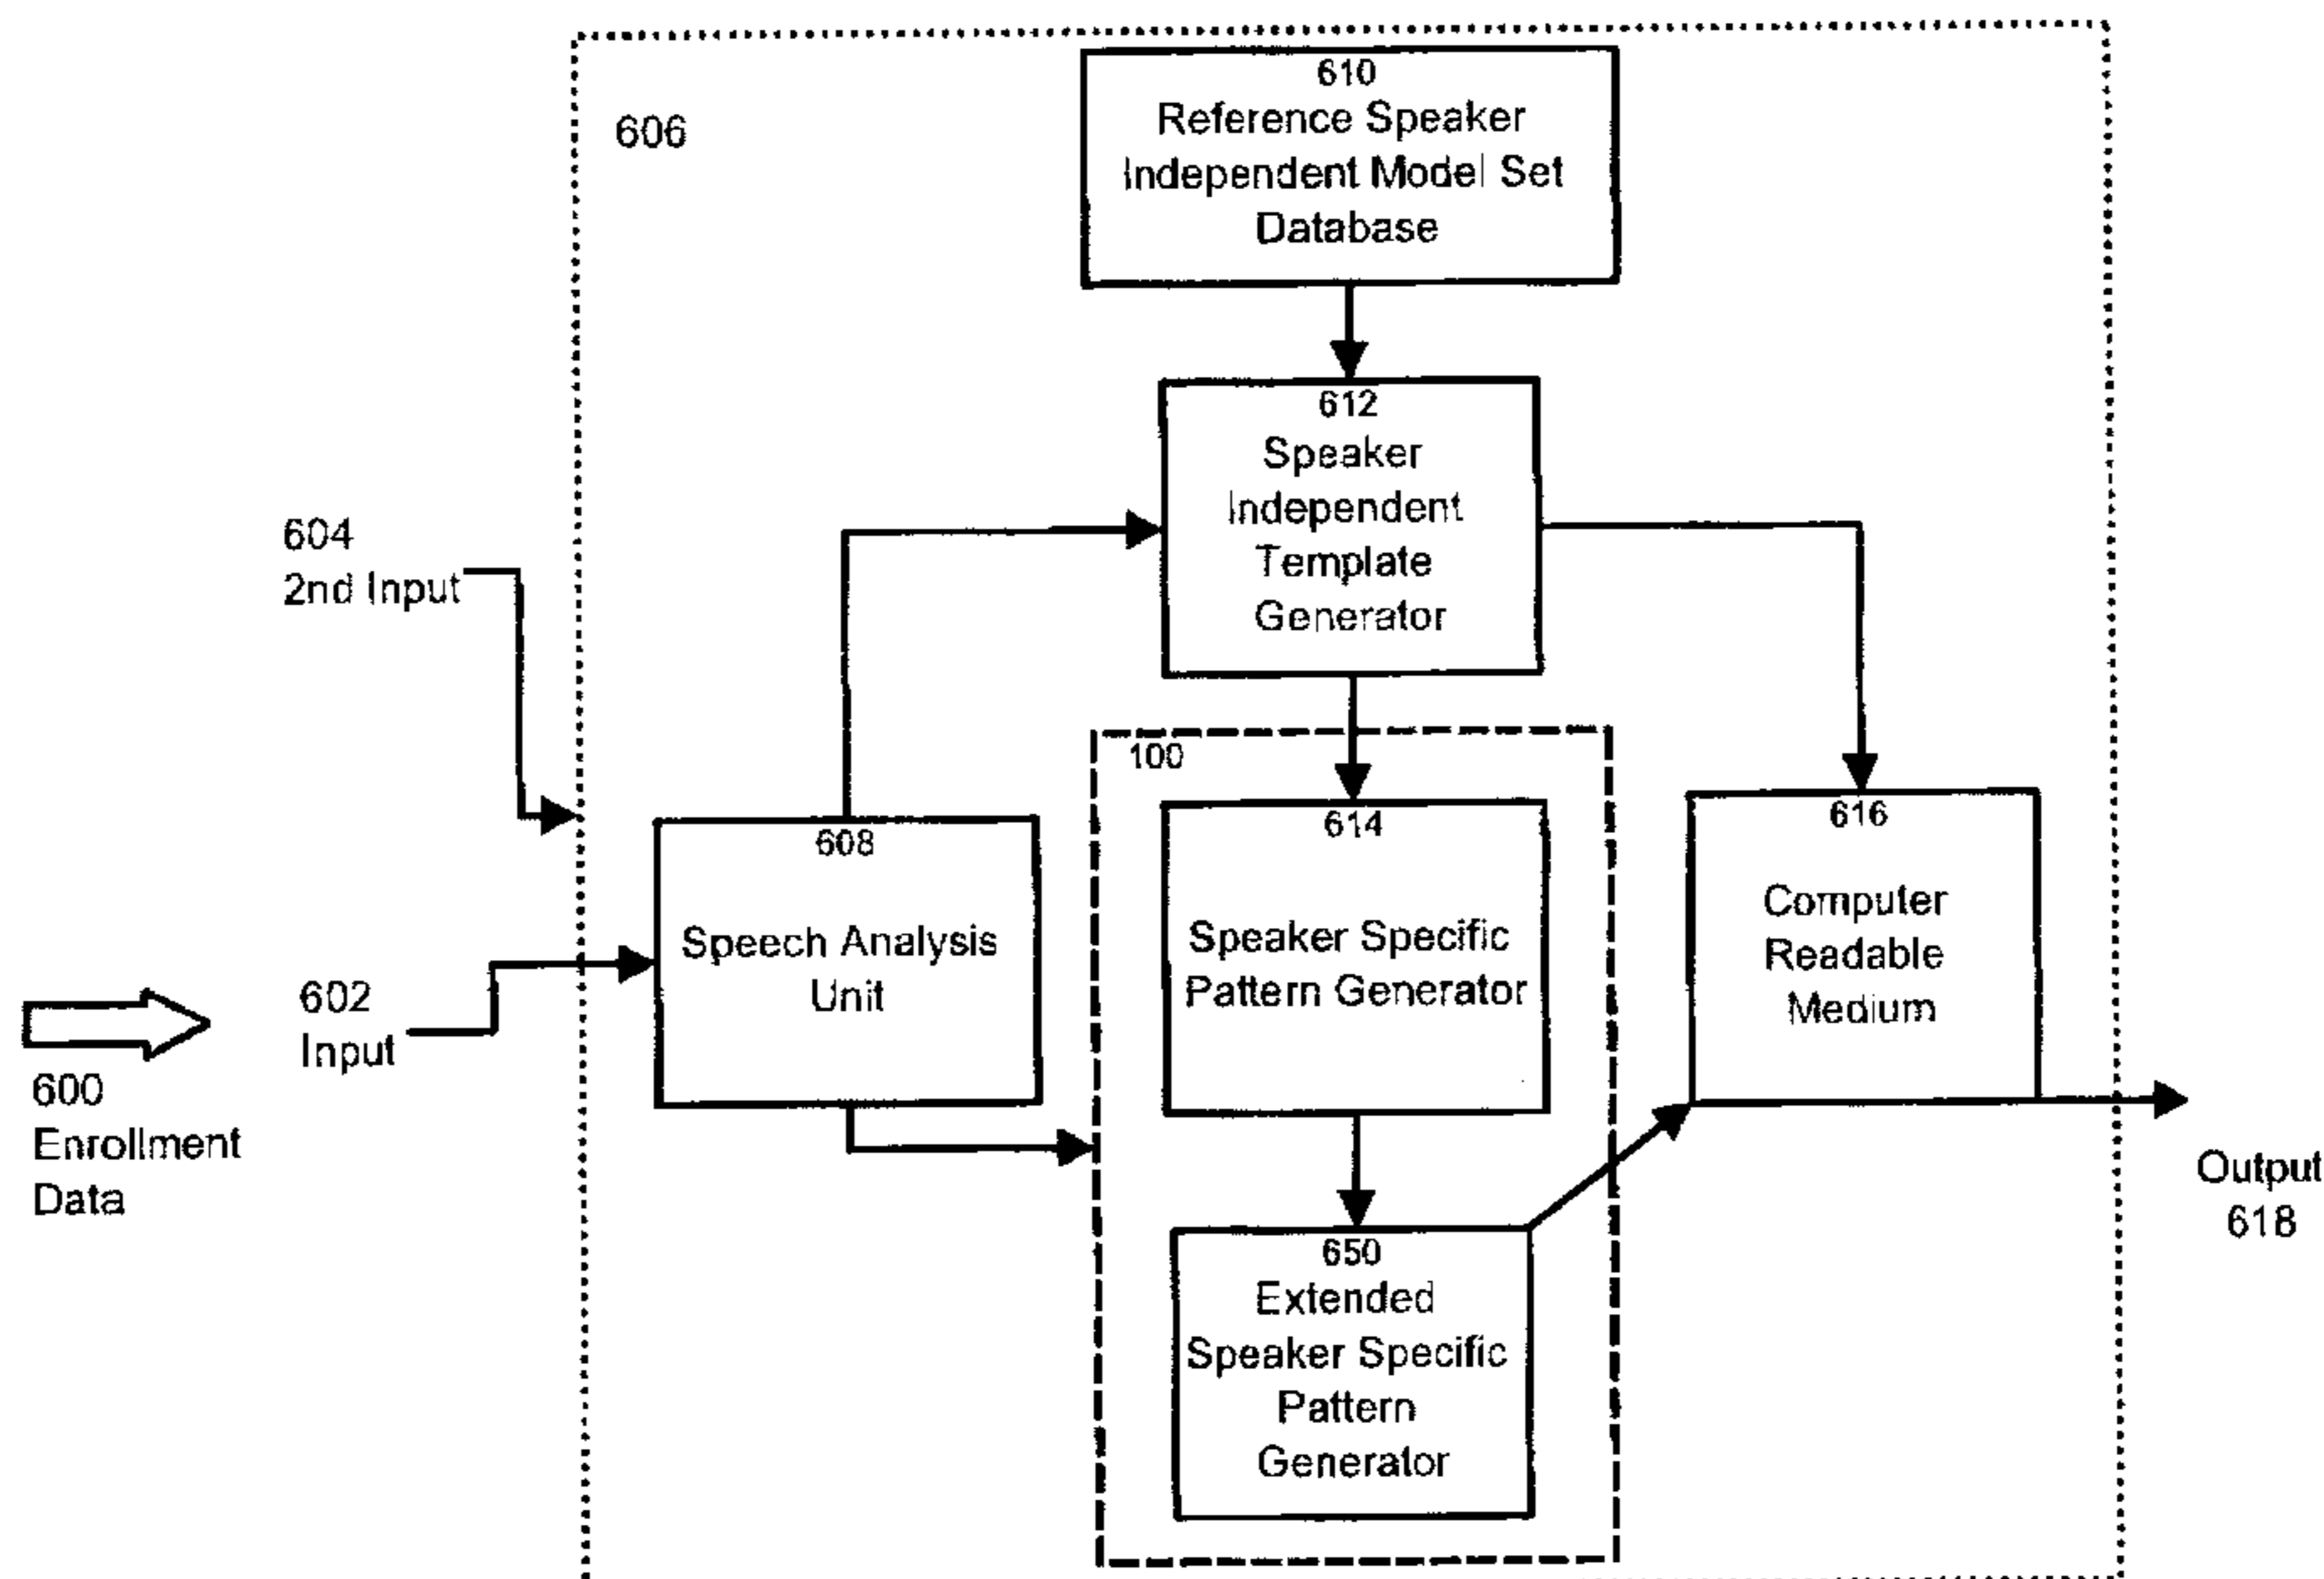 606
610
Reference Speaker
Independent Model Set
Database
612
Speaker
Independent
Template
Generator
604
2nd Input
100
608
Speech Analysis
Unit
614
Speaker Specific
Pattern Generator
616
Computer
Readable
Medium
602
Input
600
Enrollment
Data
650
Extended
Speaker Specific
Pattern
Generator
Output
618